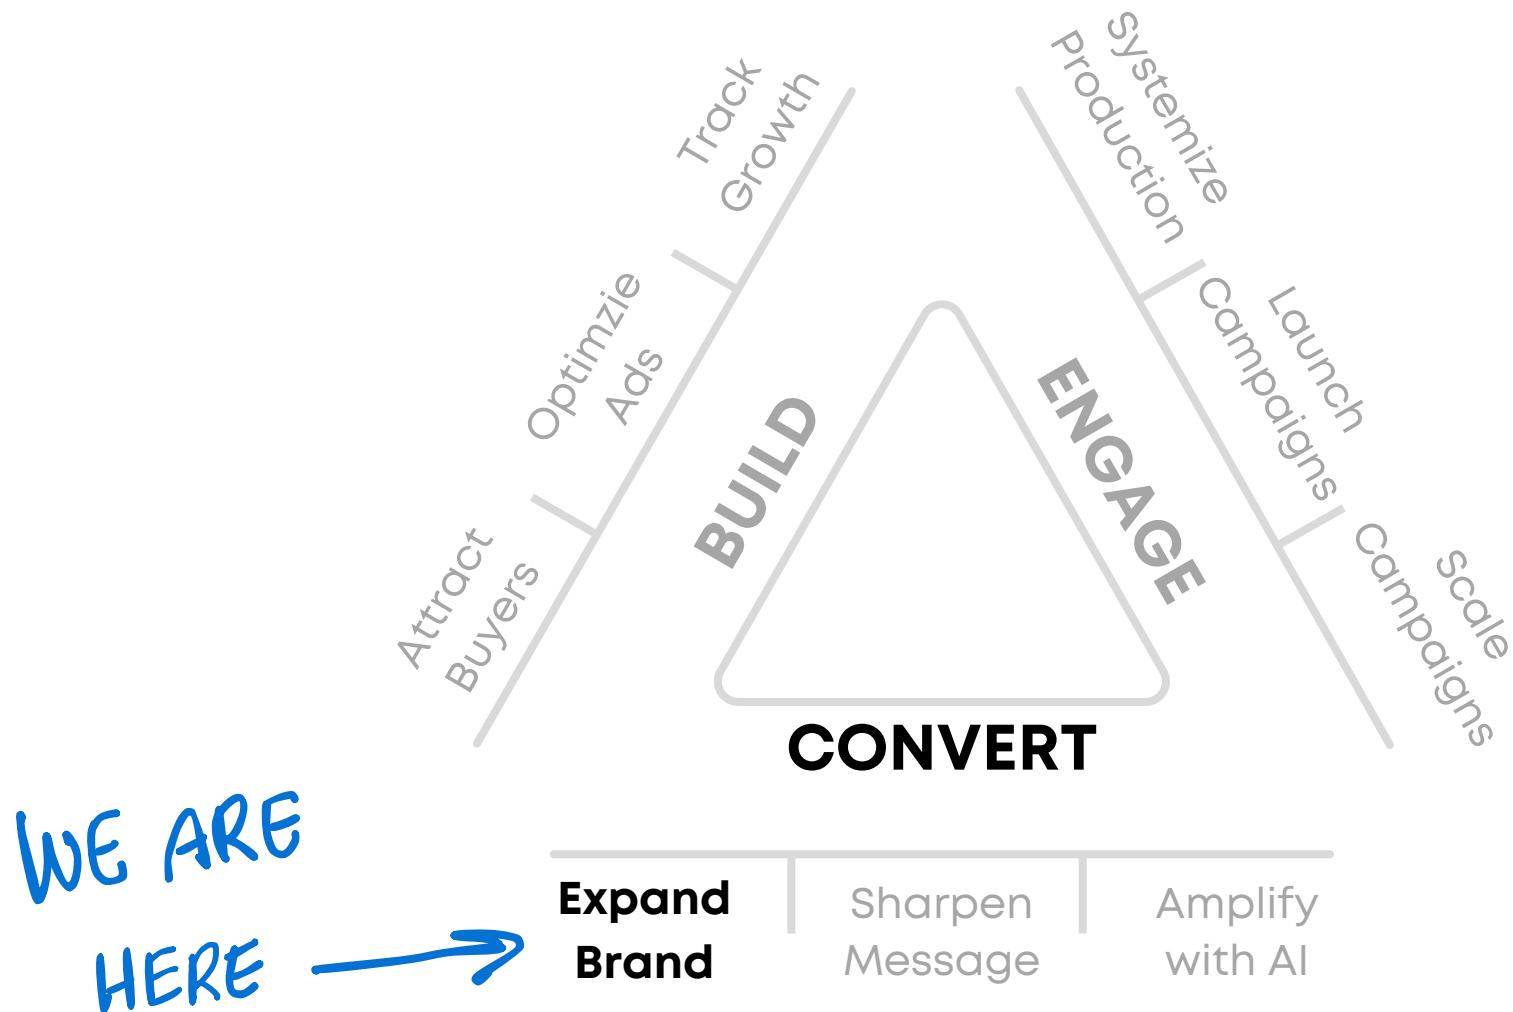 Track
Growth
Optimzie
Ads
Attract
Buyers
BUILD
Systemize
Production
Launch
Campaigns
Scale
Campaigns
ENGAGE
CONVERT
WE ARE
HERE
Expand
Brand
Sharpen
Message
Amplify
with AI